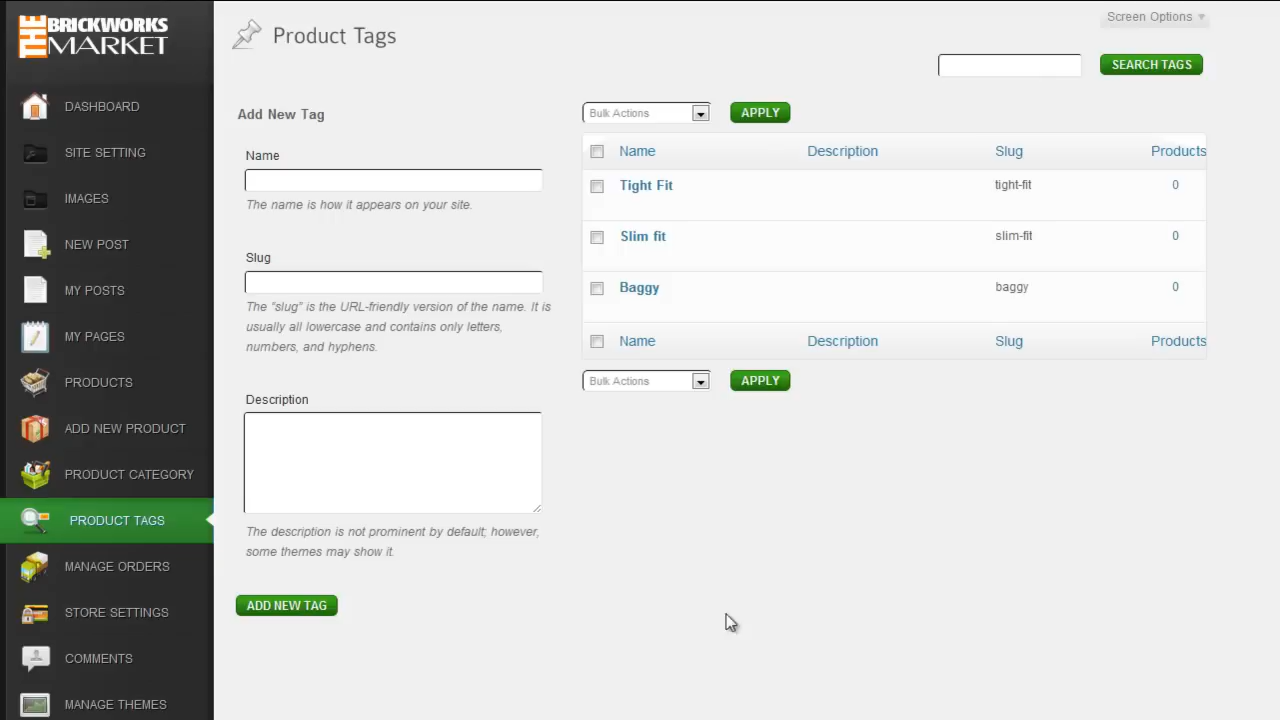 THE BRICKWORKS
MARKET
DASHBOARD
SITE SETTING
IMAGES
NEW POST
MY POSTS
MY PAGES
PRODUCTS
ADD NEW PRODUCT
PRODUCT CATEGORY
PRODUCT TAGS
MANAGE ORDERS
STORE SETTINGS
COMMENTS
MANAGE THEMES
Screen Options
Product Tags
SEARCH TAGS
Add New Tag
Name
The name is how it appears on your site.
Slug
The “slug” is the URL-friendly version of the name. It is
usually all lowercase and contains only letters,
numbers, and hyphens.
Description
The description is not prominent by default; however,
some themes may show it.
ADD NEW TAG
Bulk Actions APPLY
Name Description Slug Products
Tight Fit tight-fit 0
Slim fit slim-fit 0
Baggy baggy 0
Name Description Slug Products
Bulk Actions APPLY